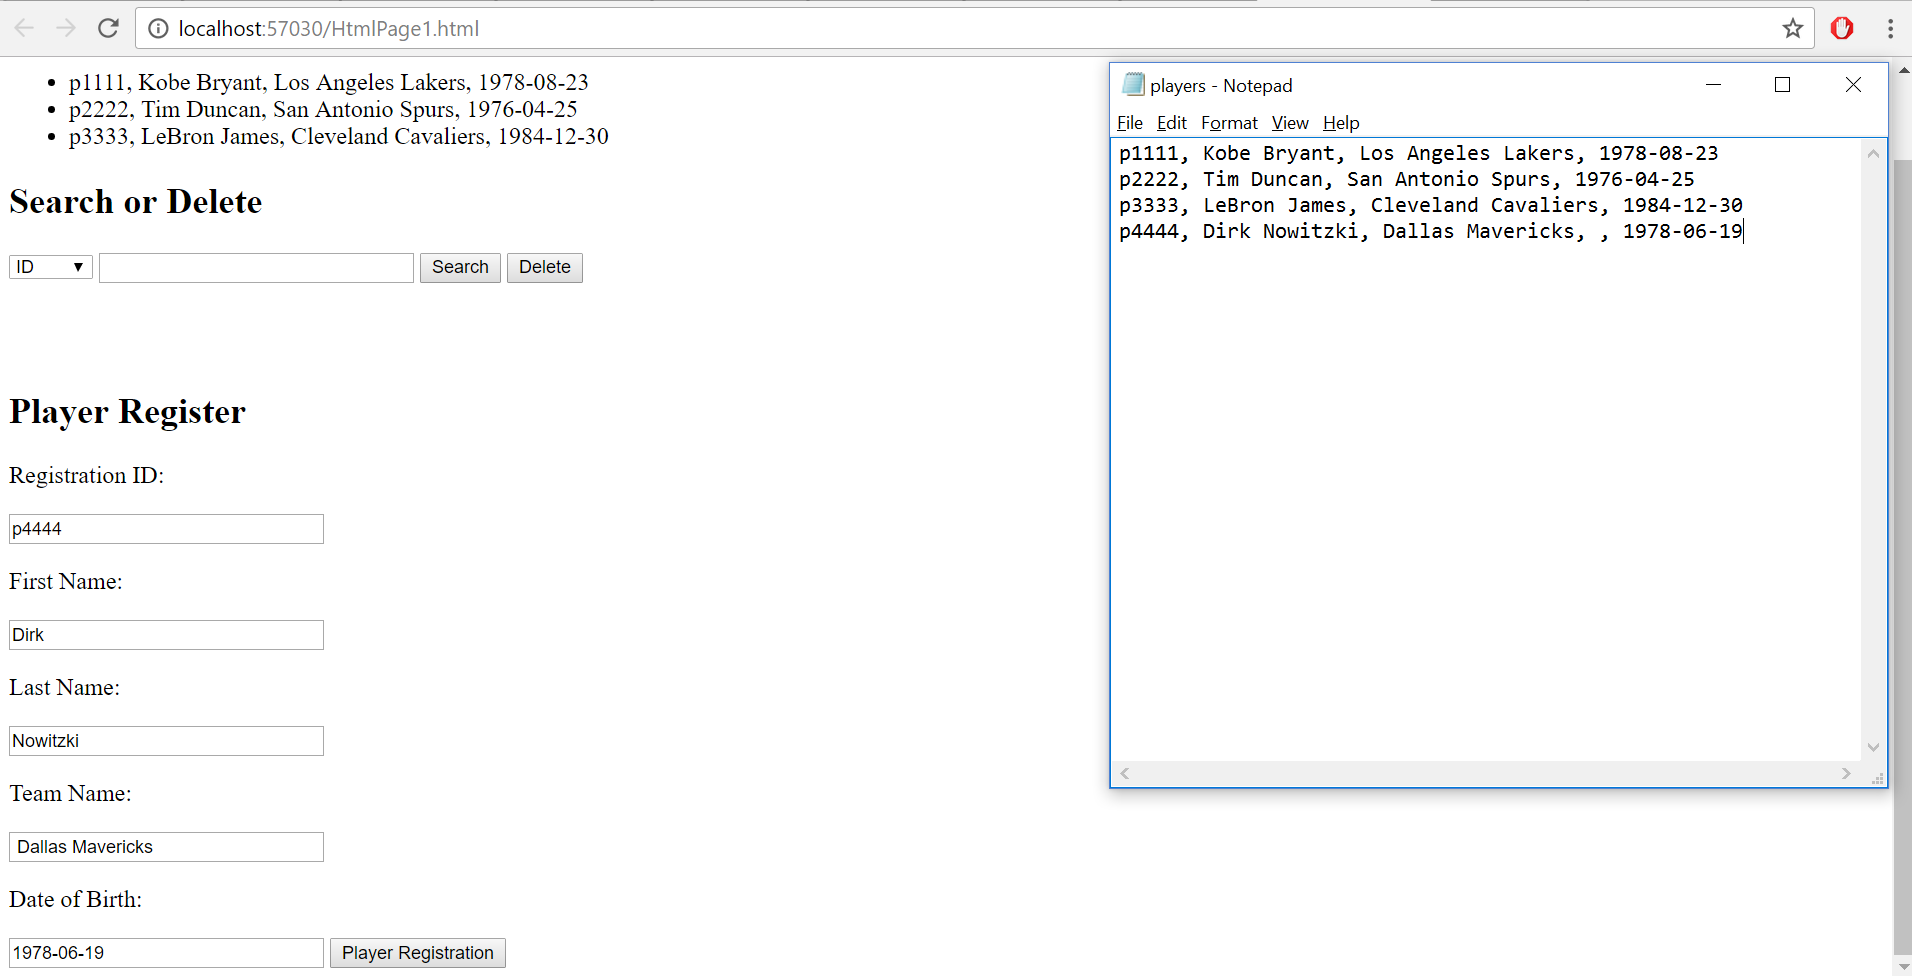 localhost:57030/HtmlPage1.html
p1111, Kobe Bryant, Los Angeles Lakers, 1978-08-23
p2222, Tim Duncan, San Antonio Spurs, 1976-04-25
p3333, LeBron James, Cleveland Cavaliers, 1984-12-30
Search or Delete
ID
Search
Delete
Player Register
Registration ID:
p4444
First Name:
Dirk
Last Name:
Nowitzki
Team Name:
Dallas Mavericks
Date of Birth:
1978-06-19
Player Registration
players - Notepad
File Edit Format View Help
p1111, Kobe Bryant, Los Angeles Lakers, 1978-08-23
p2222, Tim Duncan, San Antonio Spurs, 1976-04-25
p3333, LeBron James, Cleveland Cavaliers, 1984-12-30
p4444, Dirk Nowitzki, Dallas Mavericks, , 1978-06-19